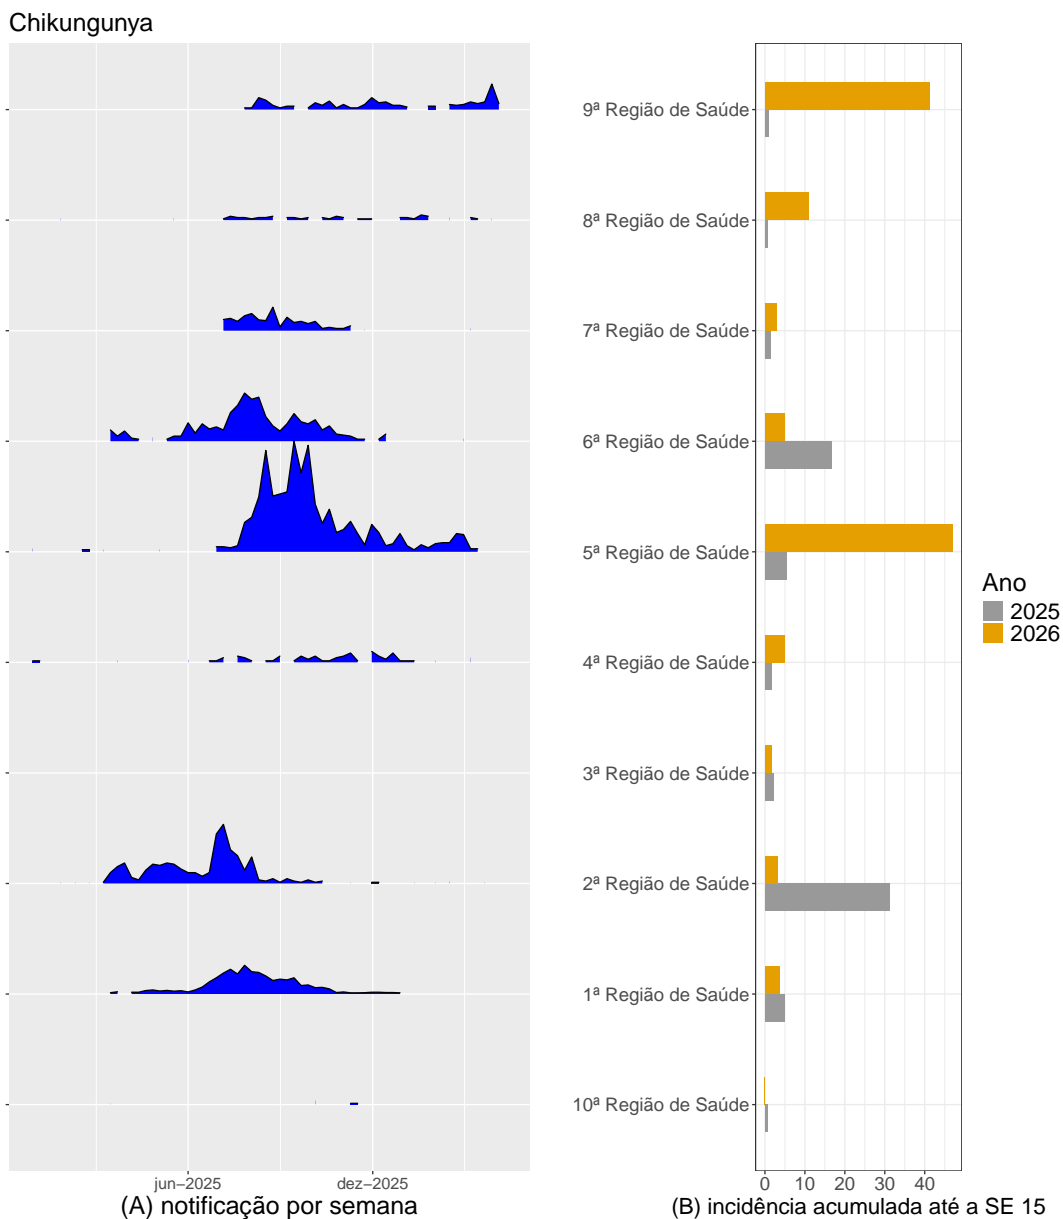 Chikungunya
9ª Região de Saúde
8ª Região de Saúde
7ª Região de Saúde
6ª Região de Saúde
5ª Região de Saúde
4ª Região de Saúde
3ª Região de Saúde
2ª Região de Saúde
1ª Região de Saúde
10ª Região de Saúde
Ano
2025
2026
jun–2025 dez–2025
0 10 20 30 40
(A) notificação por semana
(B) incidência acumulada até a SE 15